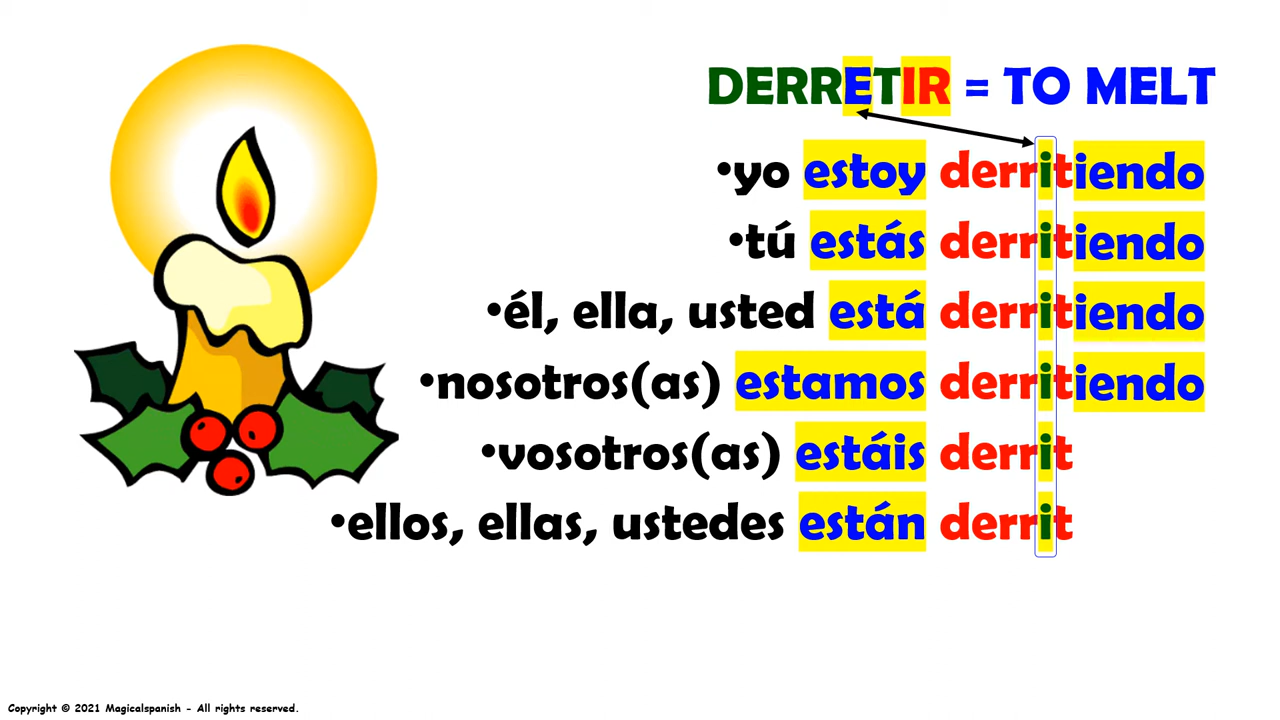 DERRETIR = TO MELT
•yo estoy derritiendo
•tú estás derritiendo
•él, ella, usted está derritiendo
•nosotros(as) estamos derritiendo
•vosotros(as) estáis derrit
•ellos, ellas, ustedes están derrit
Copyright © 2021 Magicalspanish - All rights reserved.